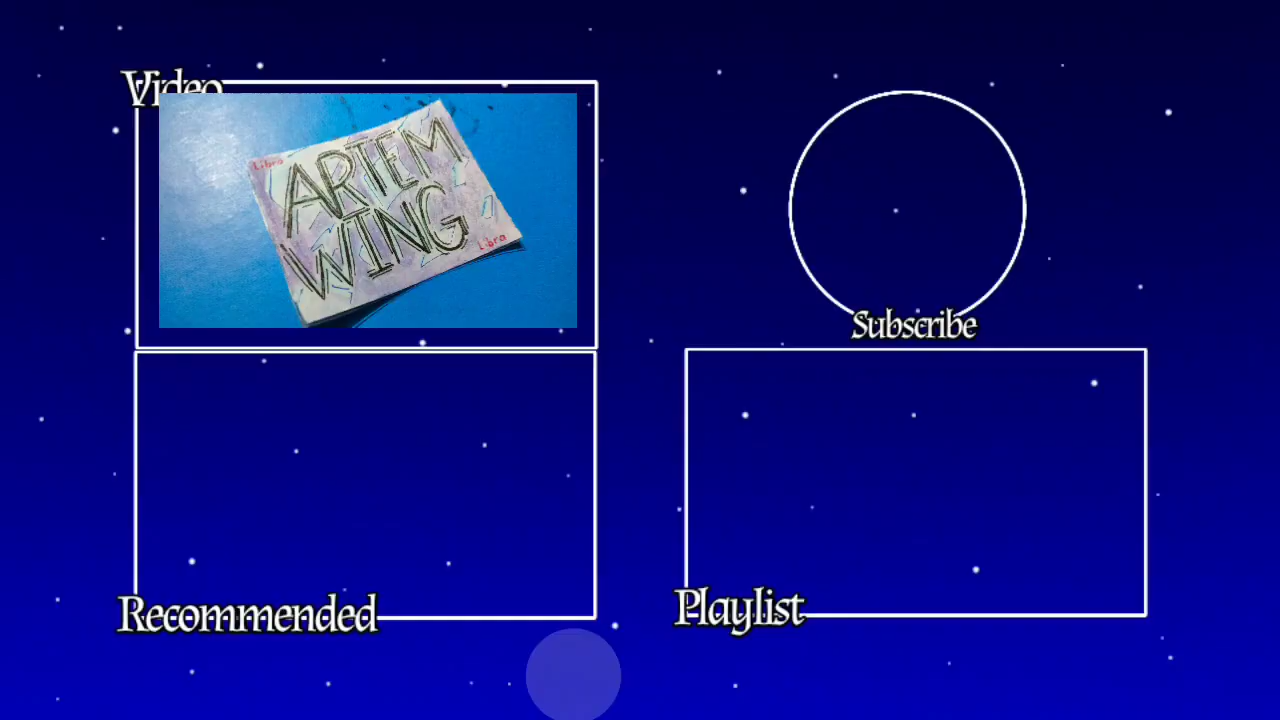 Video
Libra
ARTEM
WING
Libra
Subscribe
Recommended
Playlist